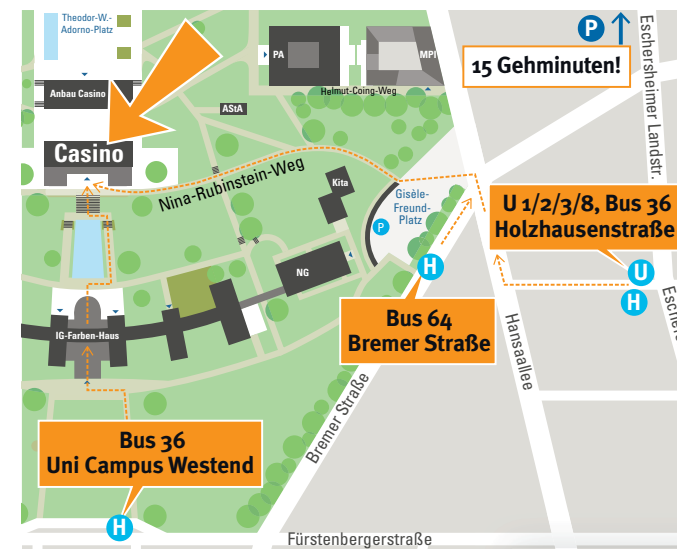 Theodor-W.-
Adorno-Platz
Anbau Casino
Casino
PA
MPI
Helmut-Coing-Weg
AStA
P
15 Gehminuten!
Eschersheimer Landstr.
Nina-Rubinstein-Weg
Kita
Gisèle-
Freund-
Platz
P
U 1/2/3/8, Bus 36
Holzhausenstraße
U
H
H
NG
Bus 64
Bremer Straße
IG-Farben-Haus
Hansaallee
Bremer Straße
Bus 36
Uni Campus Westend
H
Fürstenbergerstraße